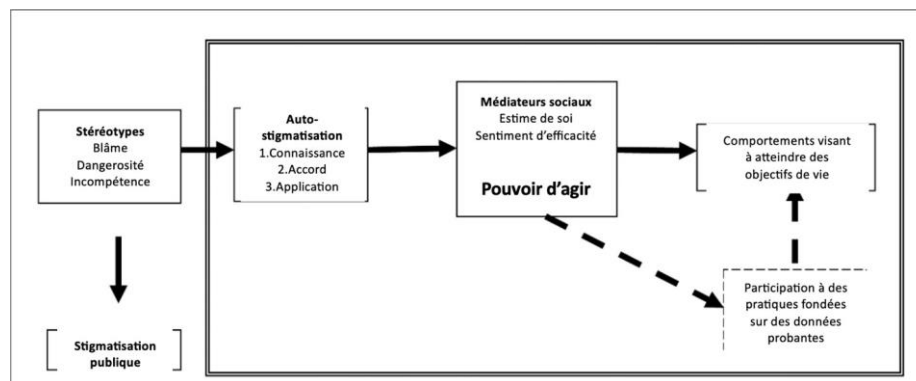 Stéréotypes
Blâme
Dangerosité
Incompétence
Stigmatisation
publique
Auto-
stigmatisation
1.Connaissance
2.Accord
3.Application
Médiateurs sociaux
Estime de soi
Sentiment d'efficacité
Pouvoir d'agir
Comportements visant
à atteindre des
objectifs de vie
Participation à des
pratiques fondées
sur des données
probantes